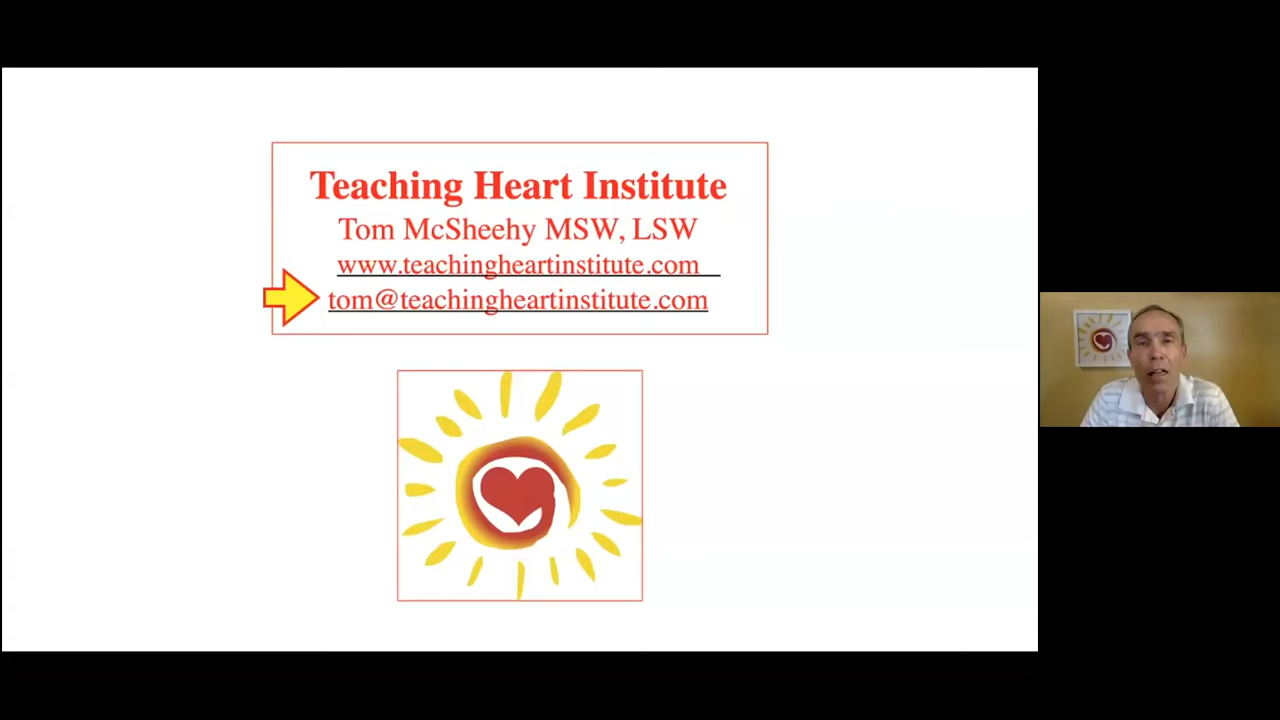 Teaching Heart Institute
Tom McSheehy MSW, LSW
www.teachingheartinstitute.com
tom@teachingheartinstitute.com